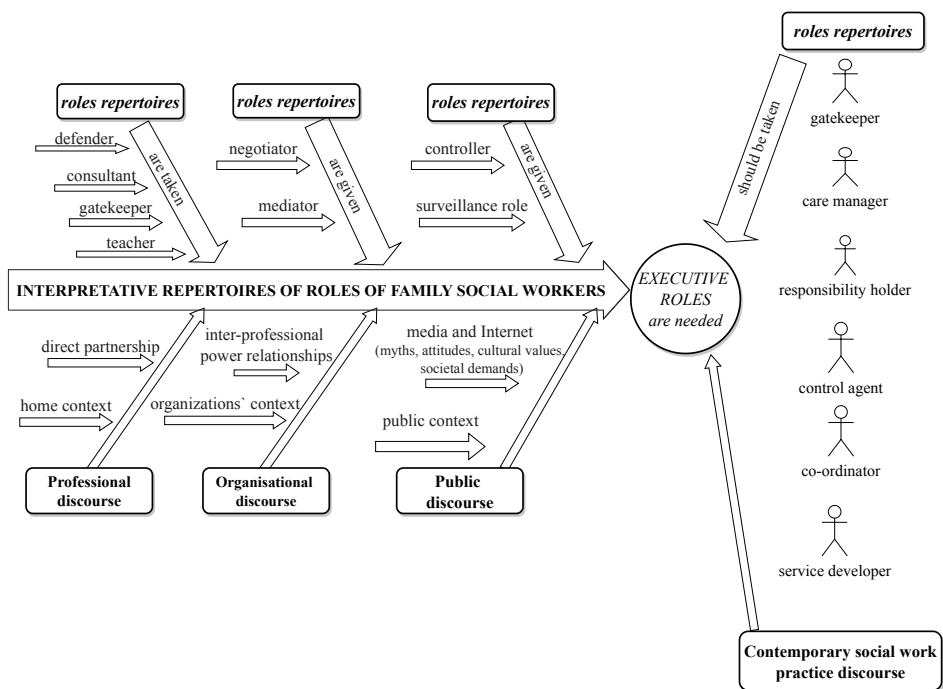 roles repertoires
roles repertoires
roles repertoires
roles repertoires
defender
consultant
gatekeeper
teacher
are taken
negotiator
mediator
are given
controller
surveillance role
are given
should be taken
gatekeeper
care manager
responsibility holder
control agent
co-ordinator
service developer
INTERPRETATIVE REPERTOIRES OF ROLES OF FAMILY SOCIAL WORKERS
EXECUTIVE
ROLES
are needed
direct partnership
home context
inter-professional
power relationships
organizations` context
media and Internet
(myths, attitudes, cultural values,
societal demands)
public context
Professional
discourse
Organisational
discourse
Public
discourse
Contemporary social work
practice discourse